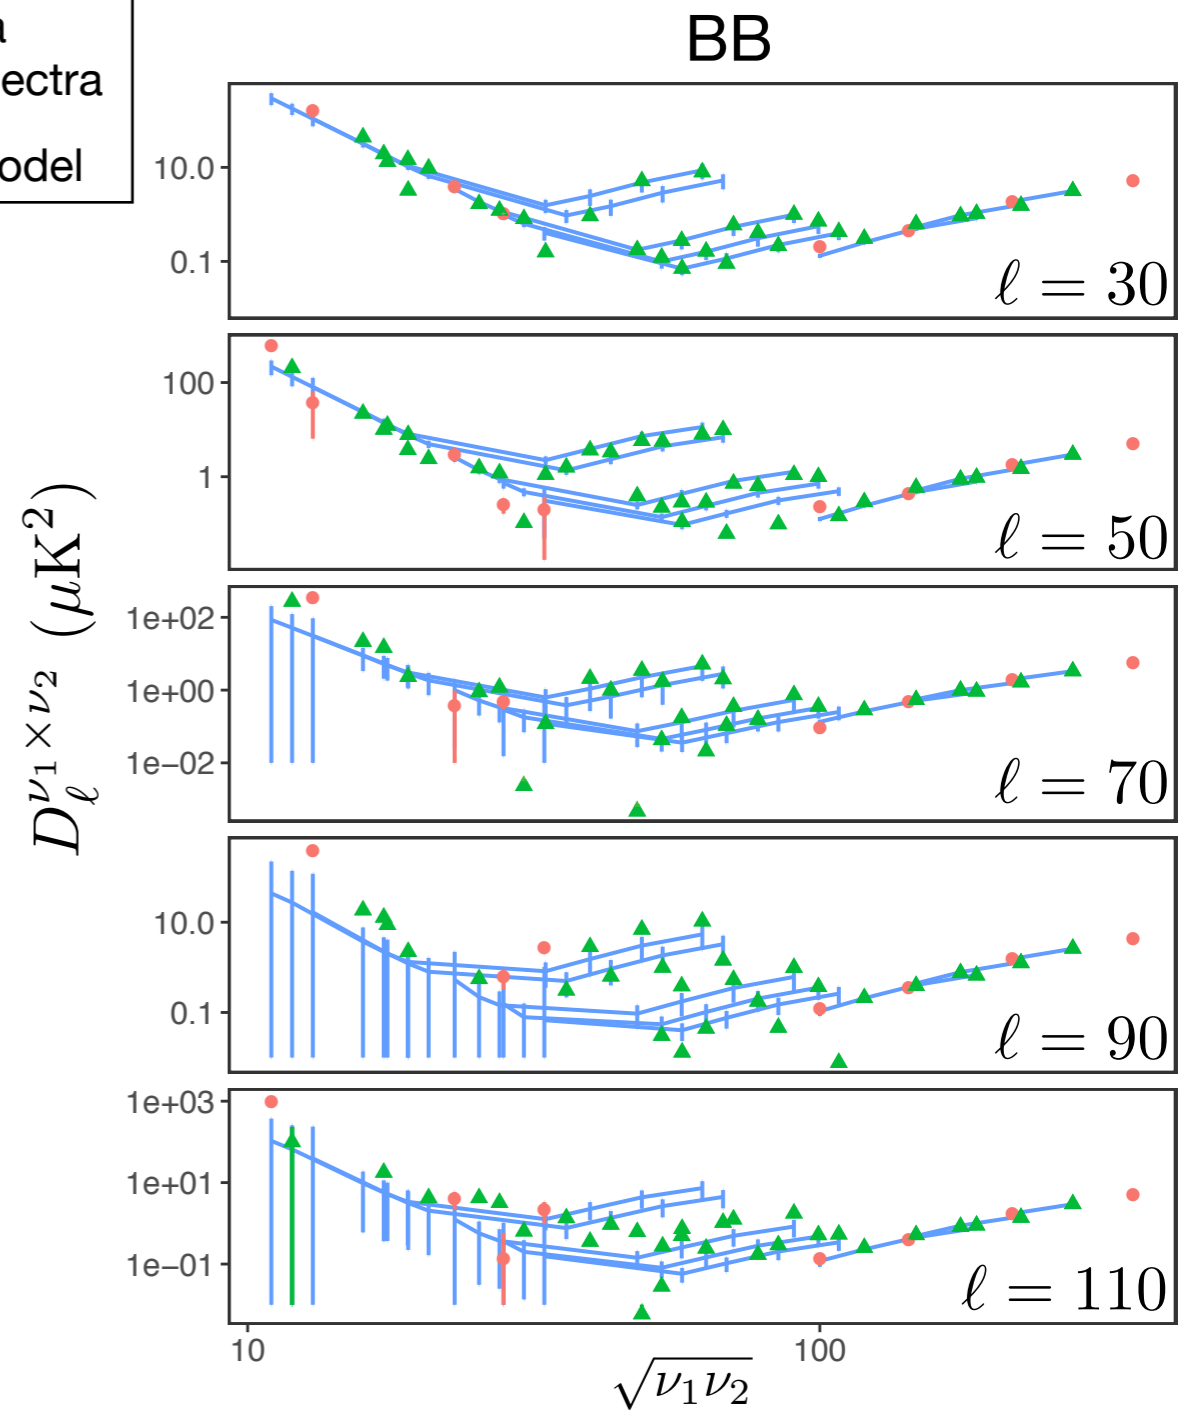 BB
ectra
odel
10.0
0.1
ℓ = 30
100
1
ℓ = 50
1e+02
1e+00
1e−02
ℓ = 70
10.0
0.1
ℓ = 90
1e+03
1e+01
1e−01
ℓ = 110
10
100
√ν₁ν₂
D_ℓ^{ν₁×ν₂} (μK²)